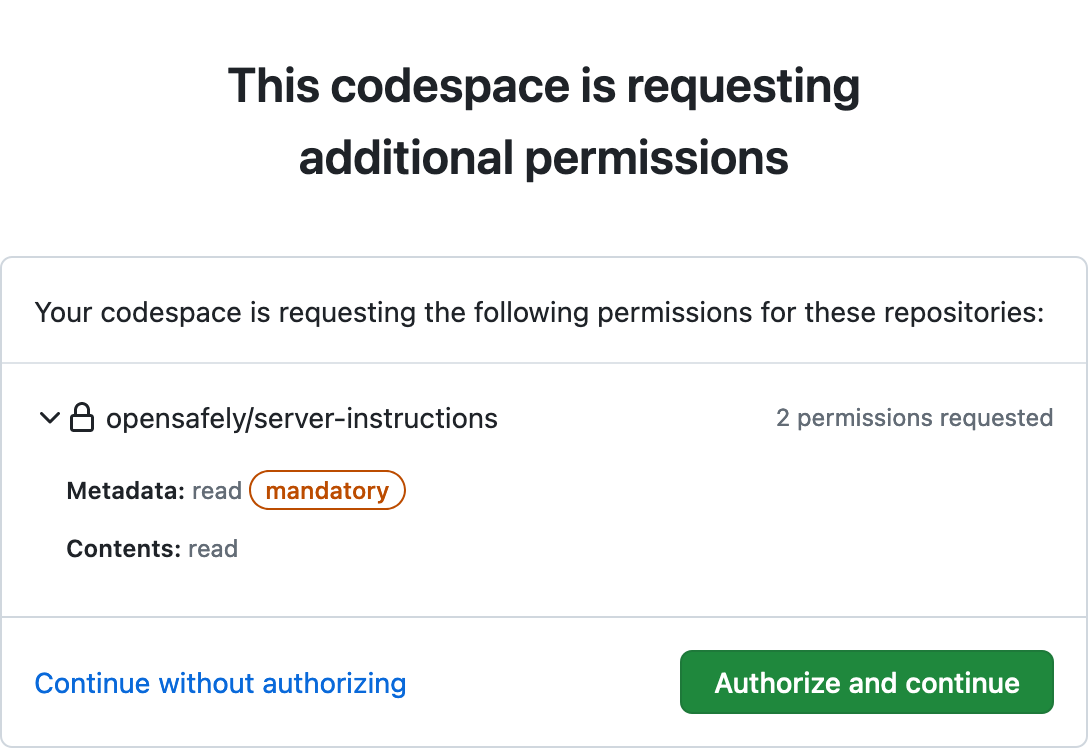 This codespace is requesting
additional permissions
Your codespace is requesting the following permissions for these repositories:
opensafely/server-instructions 2 permissions requested
Metadata: read mandatory
Contents: read
Continue without authorizing Authorize and continue